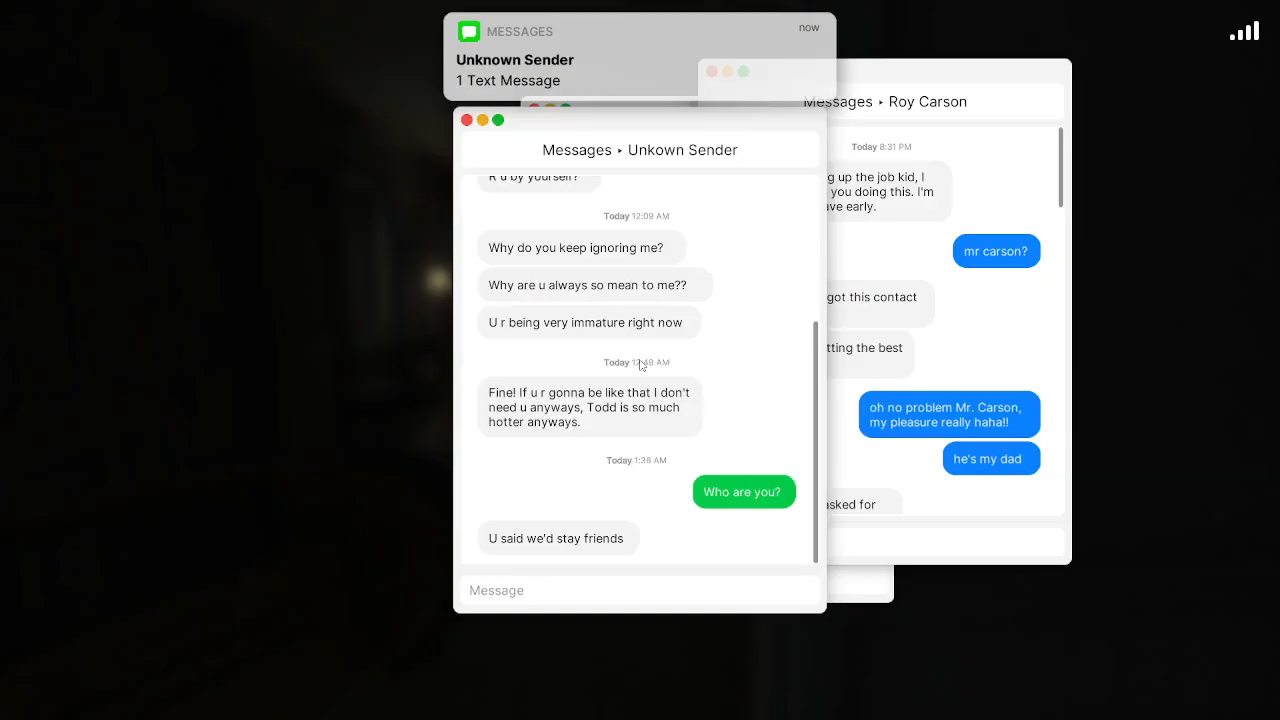 MESSAGES
now
Unknown Sender
1 Text Message
Messages ‣ Unkown Sender
R u by yourself?
Today 12:09 AM
Why do you keep ignoring me?
Why are u always so mean to me??
U r being very immature right now
Today 12:49 AM
Fine! If u r gonna be like that I don't
need u anyways, Todd is so much
hotter anyways.
Today 1:36 AM
Who are you?
U said we'd stay friends
Message
Messages ‣ Roy Carson
Today 8:31 PM
g up the job kid, I
you doing this. I'm
ave early.
mr carson?
got this contact
tting the best
oh no problem Mr. Carson,
my pleasure really haha!!
he's my dad
asked for